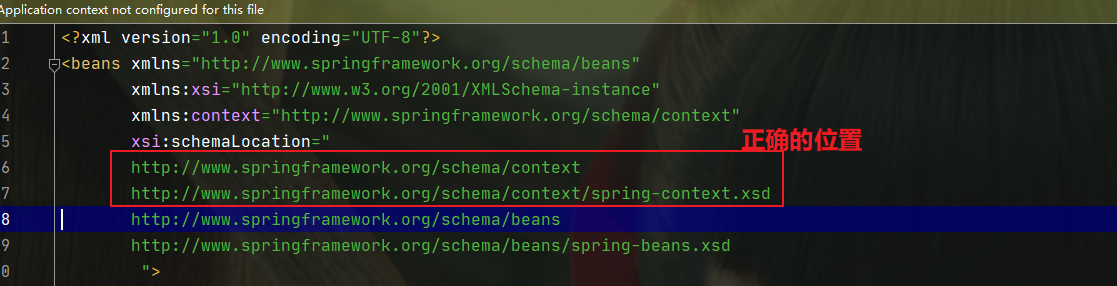 Application context not configured for this file
1 <?xml version="1.0" encoding="UTF-8"?>
2 <beans xmlns="http://www.springframework.org/schema/beans"
3 xmlns:xsi="http://www.w3.org/2001/XMLSchema-instance"
4 xmlns:context="http://www.springframework.org/schema/context"
5 xsi:schemaLocation="
正确的位置
6 http://www.springframework.org/schema/context
7 http://www.springframework.org/schema/context/spring-context.xsd
8 http://www.springframework.org/schema/beans
9 http://www.springframework.org/schema/beans/spring-beans.xsd
0 ">